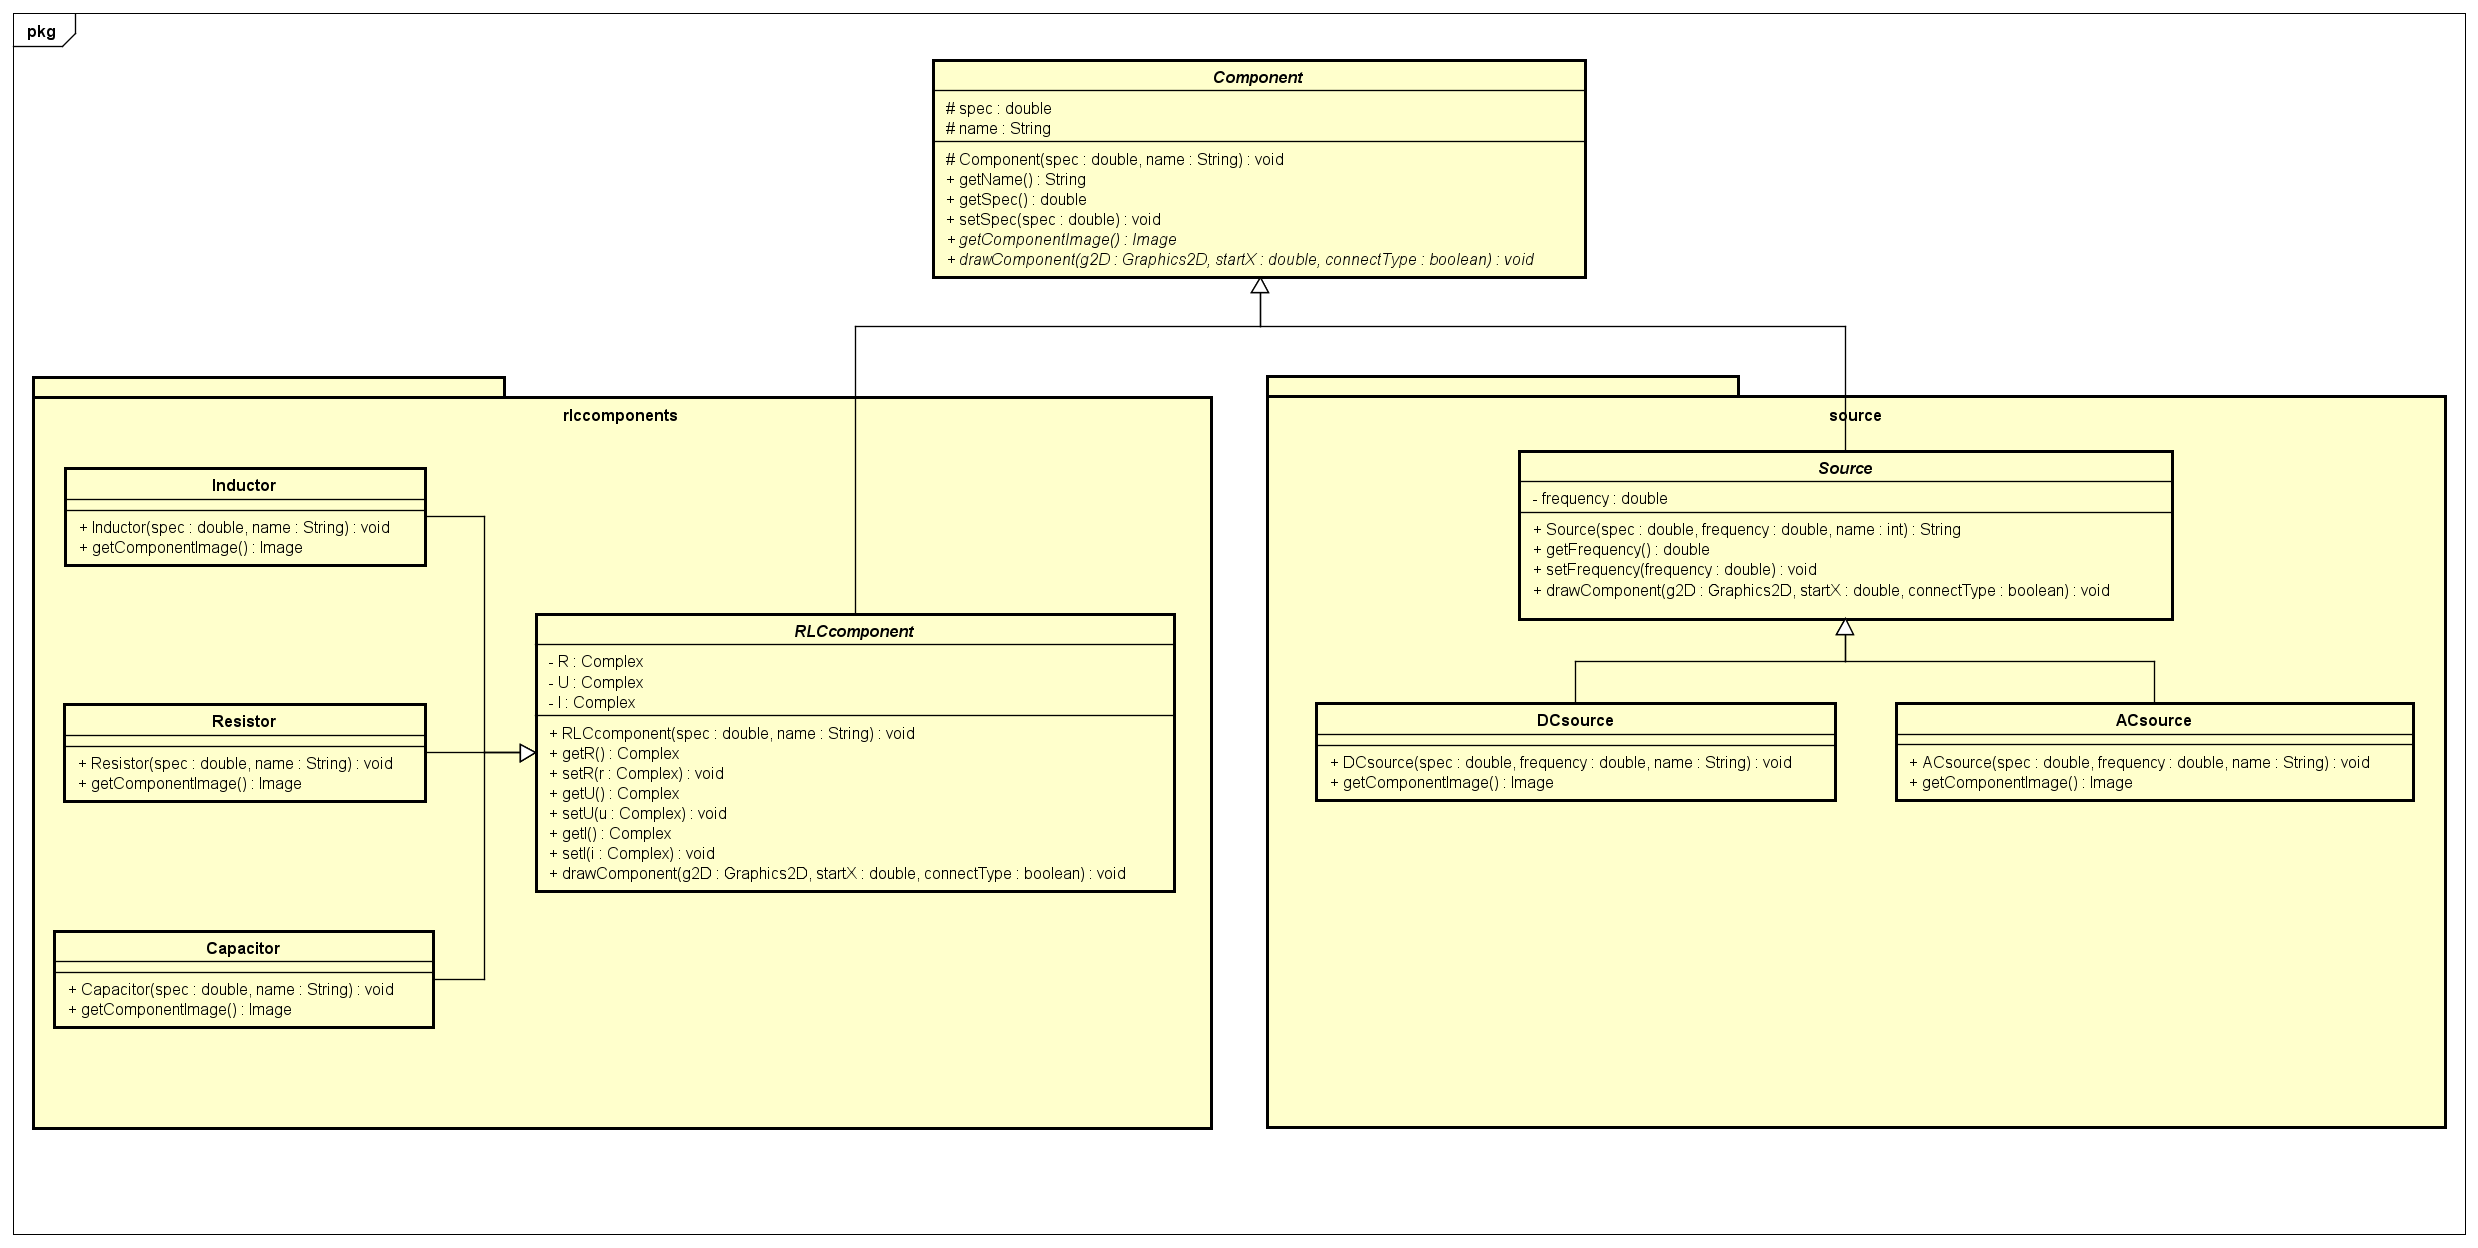 pkg
Component
# spec : double
# name : String
# Component(spec : double, name : String) : void
+ getName() : String
+ getSpec() : double
+ setSpec(spec : double) : void
+ getComponentImage() : Image
+ drawComponent(g2D : Graphics2D, startX : double, connectType : boolean) : void
rlccomponents
Inductor
+ Inductor(spec : double, name : String) : void
+ getComponentImage() : Image
Resistor
+ Resistor(spec : double, name : String) : void
+ getComponentImage() : Image
Capacitor
+ Capacitor(spec : double, name : String) : void
+ getComponentImage() : Image
RLCcomponent
- R : Complex
- U : Complex
- I : Complex
+ RLCcomponent(spec : double, name : String) : void
+ getR() : Complex
+ setR(r : Complex) : void
+ getU() : Complex
+ setU(u : Complex) : void
+ getI() : Complex
+ setI(i : Complex) : void
+ drawComponent(g2D : Graphics2D, startX : double, connectType : boolean) : void
source
Source
- frequency : double
+ Source(spec : double, frequency : double, name : int) : String
+ getFrequency() : double
+ setFrequency(frequency : double) : void
+ drawComponent(g2D : Graphics2D, startX : double, connectType : boolean) : void
DCsource
+ DCsource(spec : double, frequency : double, name : String) : void
+ getComponentImage() : Image
ACsource
+ ACsource(spec : double, frequency : double, name : String) : void
+ getComponentImage() : Image